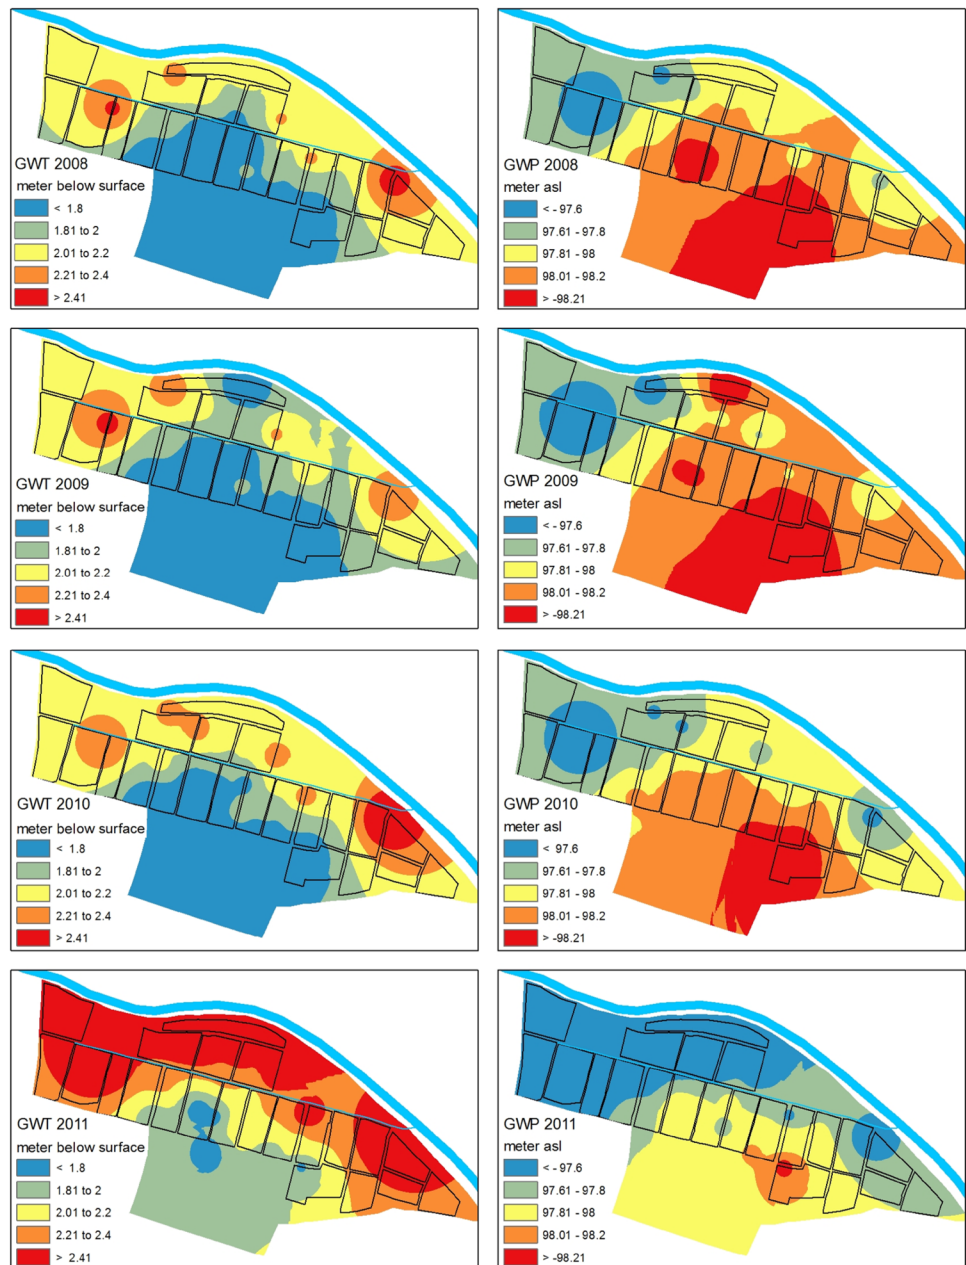 GWT 2008
meter below surface
< 1.8
1.81 to 2
2.01 to 2.2
2.21 to 2.4
> 2.41
GWP 2008
meter asl
< - 97.6
97.61 - 97.8
97.81 - 98
98.01 - 98.2
> -98.21
GWT 2009
meter below surface
< 1.8
1.81 to 2
2.01 to 2.2
2.21 to 2.4
> 2.41
GWP 2009
meter asl
< - 97.6
97.61 - 97.8
97.81 - 98
98.01 - 98.2
> -98.21
GWT 2010
meter below surface
< 1.8
1.81 to 2
2.01 to 2.2
2.21 to 2.4
> 2.41
GWP 2010
meter asl
< 97.6
97.61 - 97.8
97.81 - 98
98.01 - 98.2
> -98.21
GWT 2011
meter below surface
< 1.8
1.81 to 2
2.01 to 2.2
2.21 to 2.4
> 2.41
GWP 2011
meter asl
< - 97.6
97.61 - 97.8
97.81 - 98
98.01 - 98.2
> -98.21